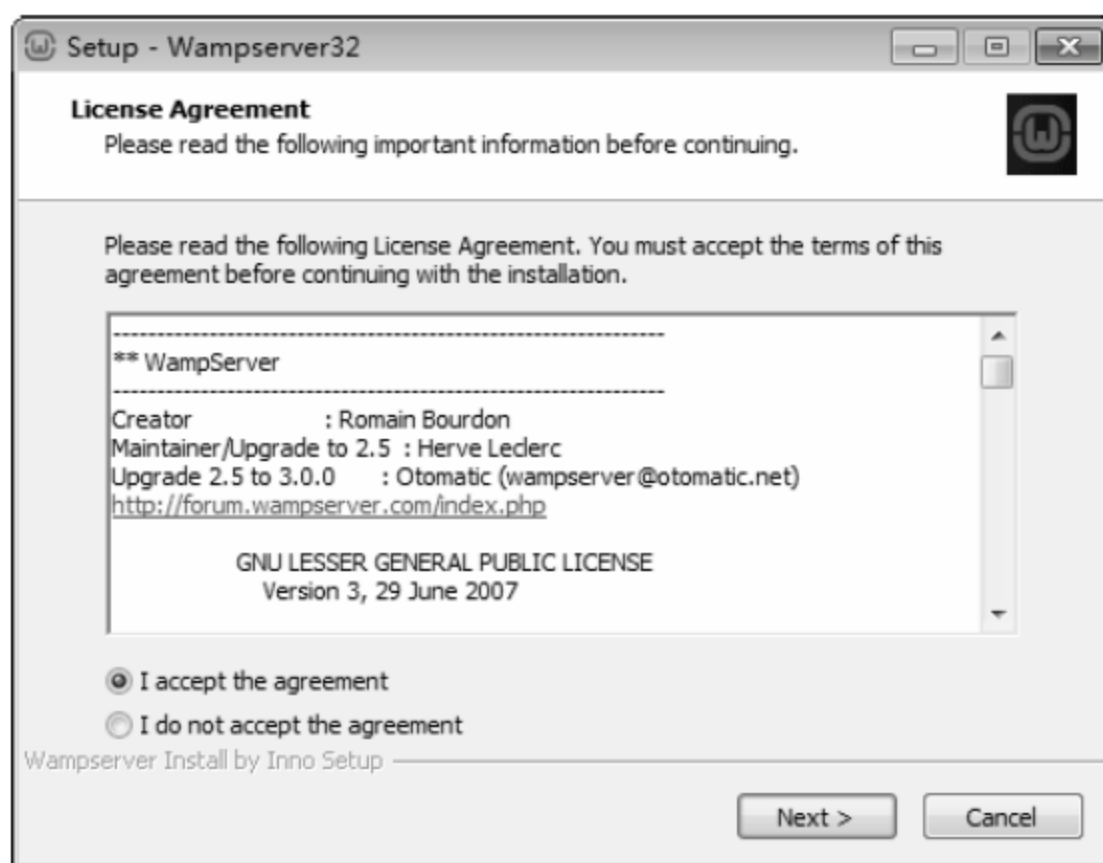 Setup - Wampserver32
License Agreement
Please read the following important information before continuing.
Please read the following License Agreement. You must accept the terms of this
agreement before continuing with the installation.
---------------------------------------------------------------
** WampServer
---------------------------------------------------------------
Creator : Romain Bourdon
Maintainer/Upgrade to 2.5 : Herve Leclerc
Upgrade 2.5 to 3.0.0 : Otomatic (wampserver@otomatic.net)
http://forum.wampserver.com/index.php
GNU LESSER GENERAL PUBLIC LICENSE
Version 3, 29 June 2007
I accept the agreement
I do not accept the agreement
Wampserver Install by Inno Setup
Next > Cancel